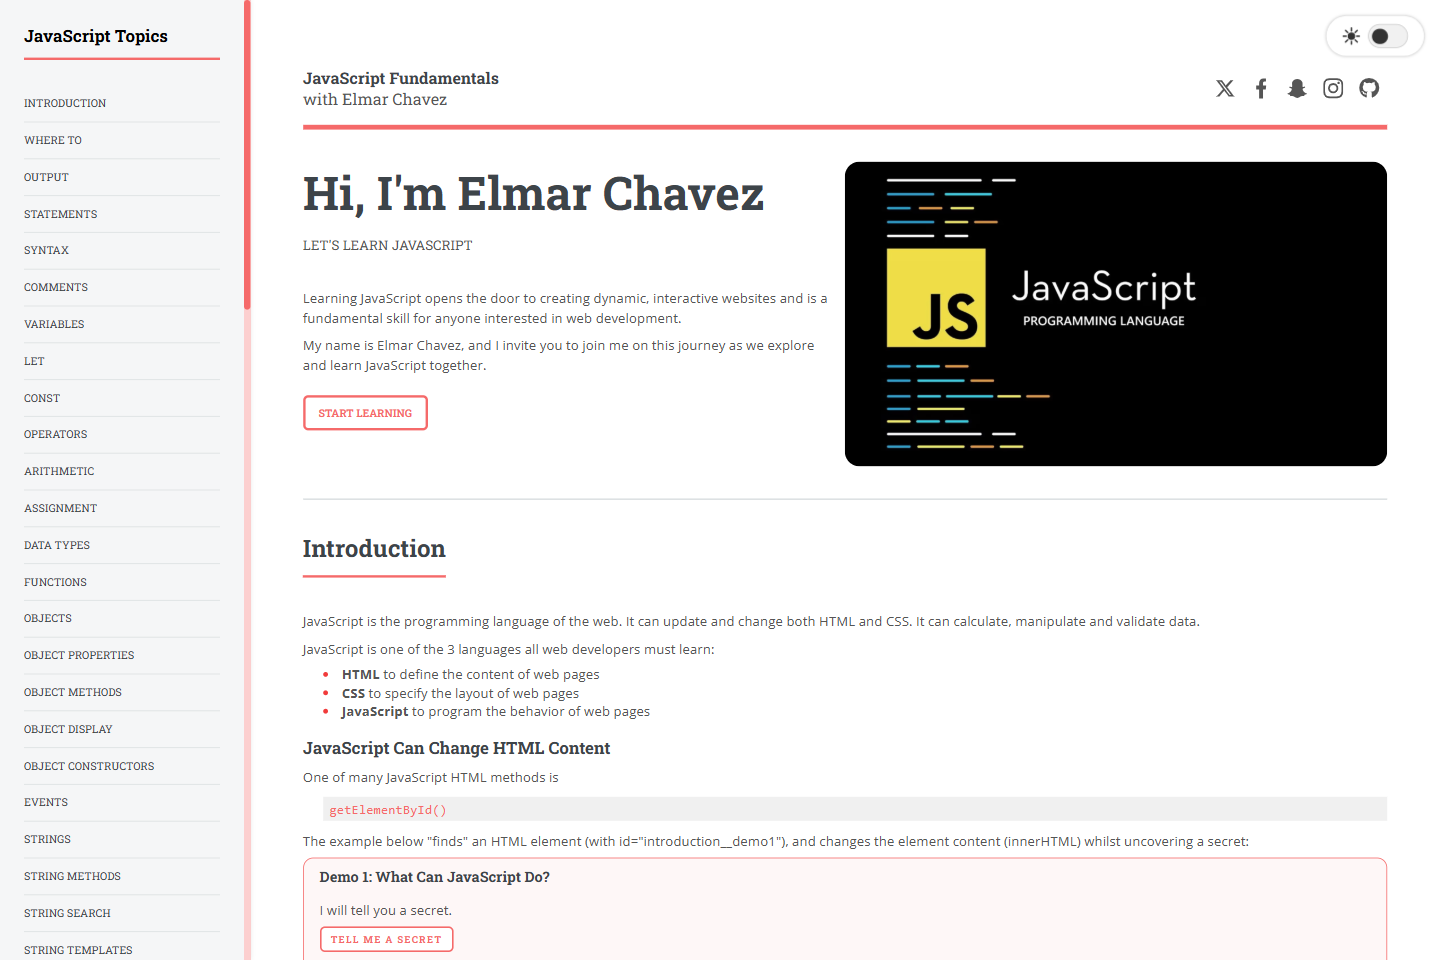 JavaScript Topics
INTRODUCTION
WHERE TO
OUTPUT
STATEMENTS
SYNTAX
COMMENTS
VARIABLES
LET
CONST
OPERATORS
ARITHMETIC
ASSIGNMENT
DATA TYPES
FUNCTIONS
OBJECTS
OBJECT PROPERTIES
OBJECT METHODS
OBJECT DISPLAY
OBJECT CONSTRUCTORS
EVENTS
STRINGS
STRING METHODS
STRING SEARCH
STRING TEMPLATES
JavaScript Fundamentals
with Elmar Chavez
Hi, I'm Elmar Chavez
LET'S LEARN JAVASCRIPT
Learning JavaScript opens the door to creating dynamic, interactive websites and is a
fundamental skill for anyone interested in web development.
My name is Elmar Chavez, and I invite you to join me on this journey as we explore
and learn JavaScript together.
START LEARNING
JS
JavaScript
PROGRAMMING LANGUAGE
Introduction
JavaScript is the programming language of the web. It can update and change both HTML and CSS. It can calculate, manipulate and validate data.
JavaScript is one of the 3 languages all web developers must learn:
HTML to define the content of web pages
CSS to specify the layout of web pages
JavaScript to program the behavior of web pages
JavaScript Can Change HTML Content
One of many JavaScript HTML methods is
getElementById()
The example below "finds" an HTML element (with id="introduction__demo1"), and changes the element content (innerHTML) whilst uncovering a secret:
Demo 1: What Can JavaScript Do?
I will tell you a secret.
TELL ME A SECRET